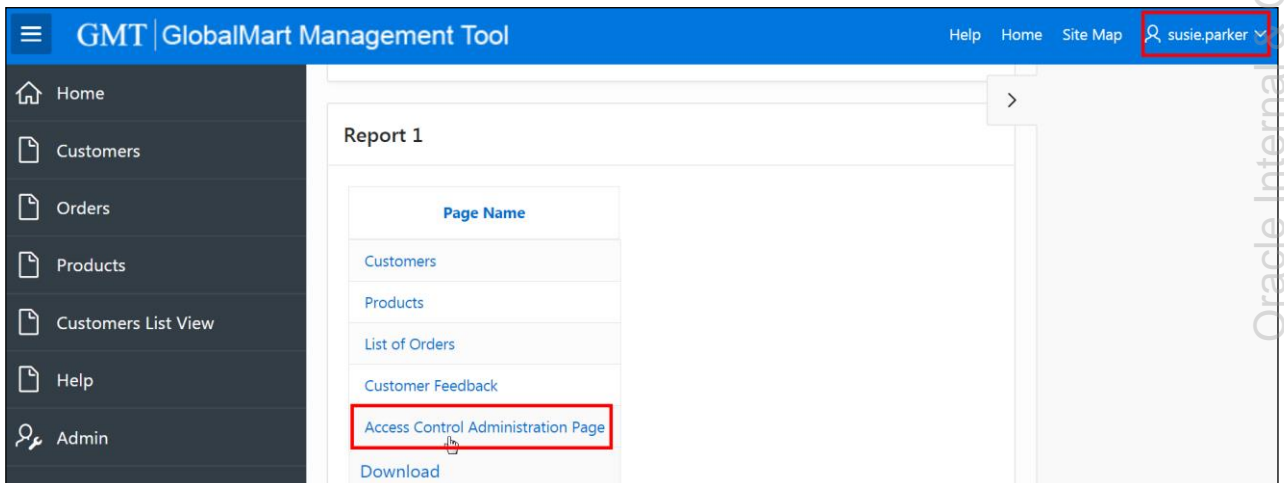 GMT | GlobalMart Management Tool
Help Home Site Map susie.parker
Home
Customers
Orders
Products
Customers List View
Help
Admin
Report 1
Page Name
Customers
Products
List of Orders
Customer Feedback
Access Control Administration Page
Download
Oracle Internal &